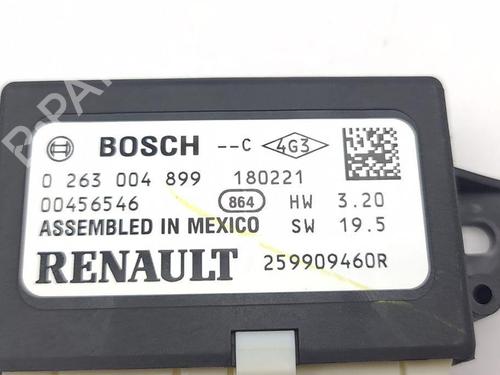 BOSCH --C 4G3
0 263 004 899 180221
00456546 864 HW 3.20
ASSEMBLED IN MEXICO SW 19.5
RENAULT 259909460R
B-PARTS